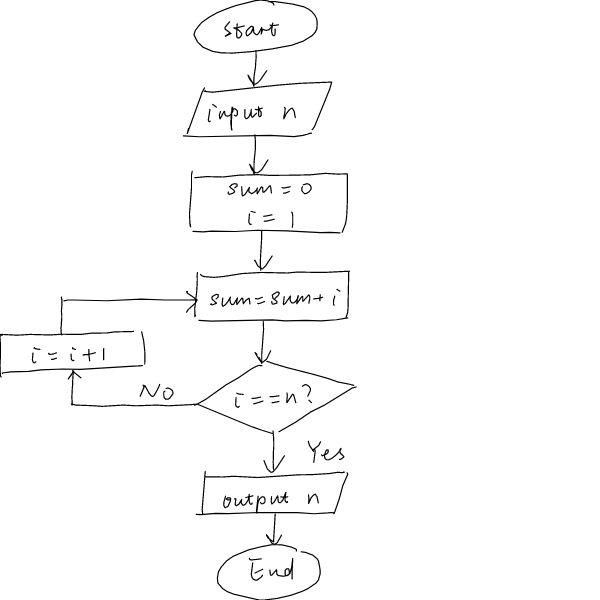 Start
input n
sum = 0
i = 1
sum = sum + i
i = i + 1
No
i == n?
Yes
output n
End